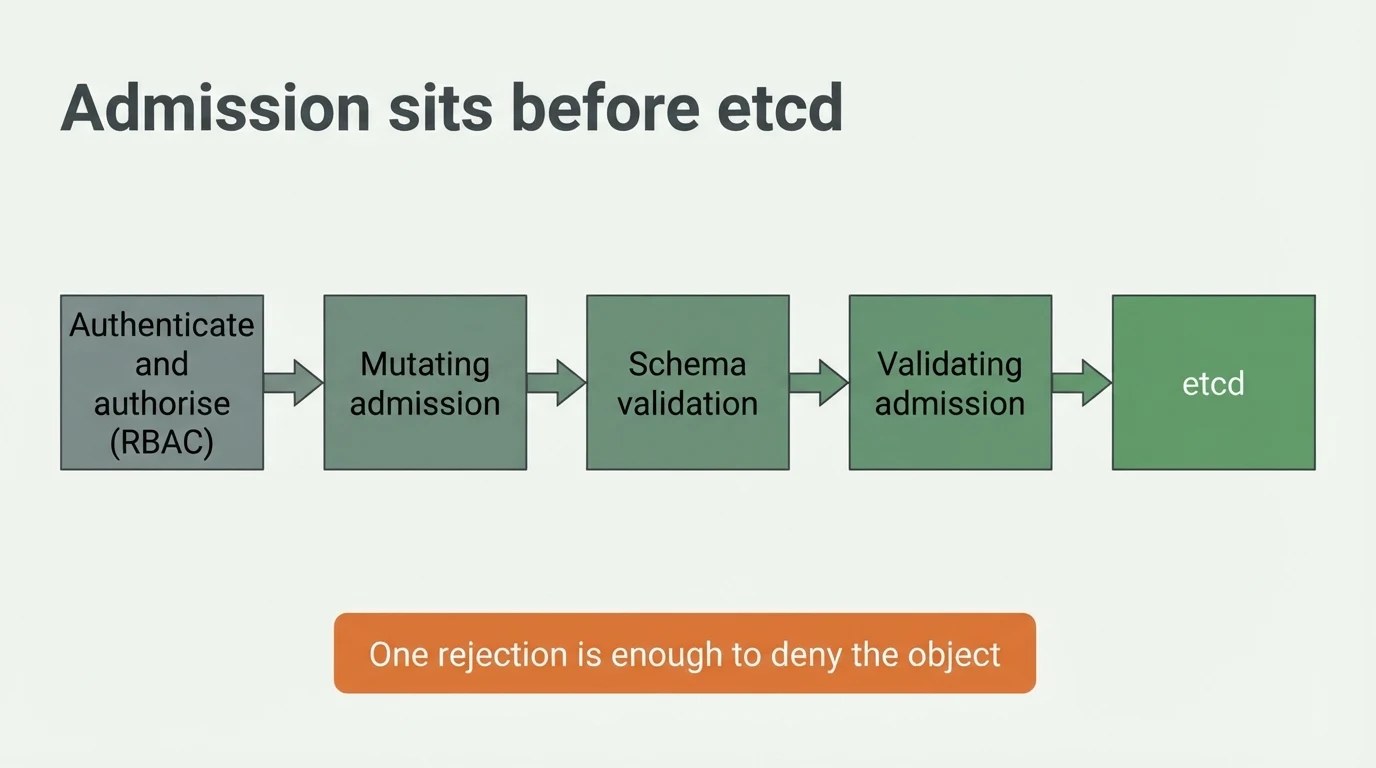 Admission sits before etcd
Authenticate
and
authorise
(RBAC)
Mutating
admission
Schema
validation
Validating
admission
etcd
One rejection is enough to deny the object